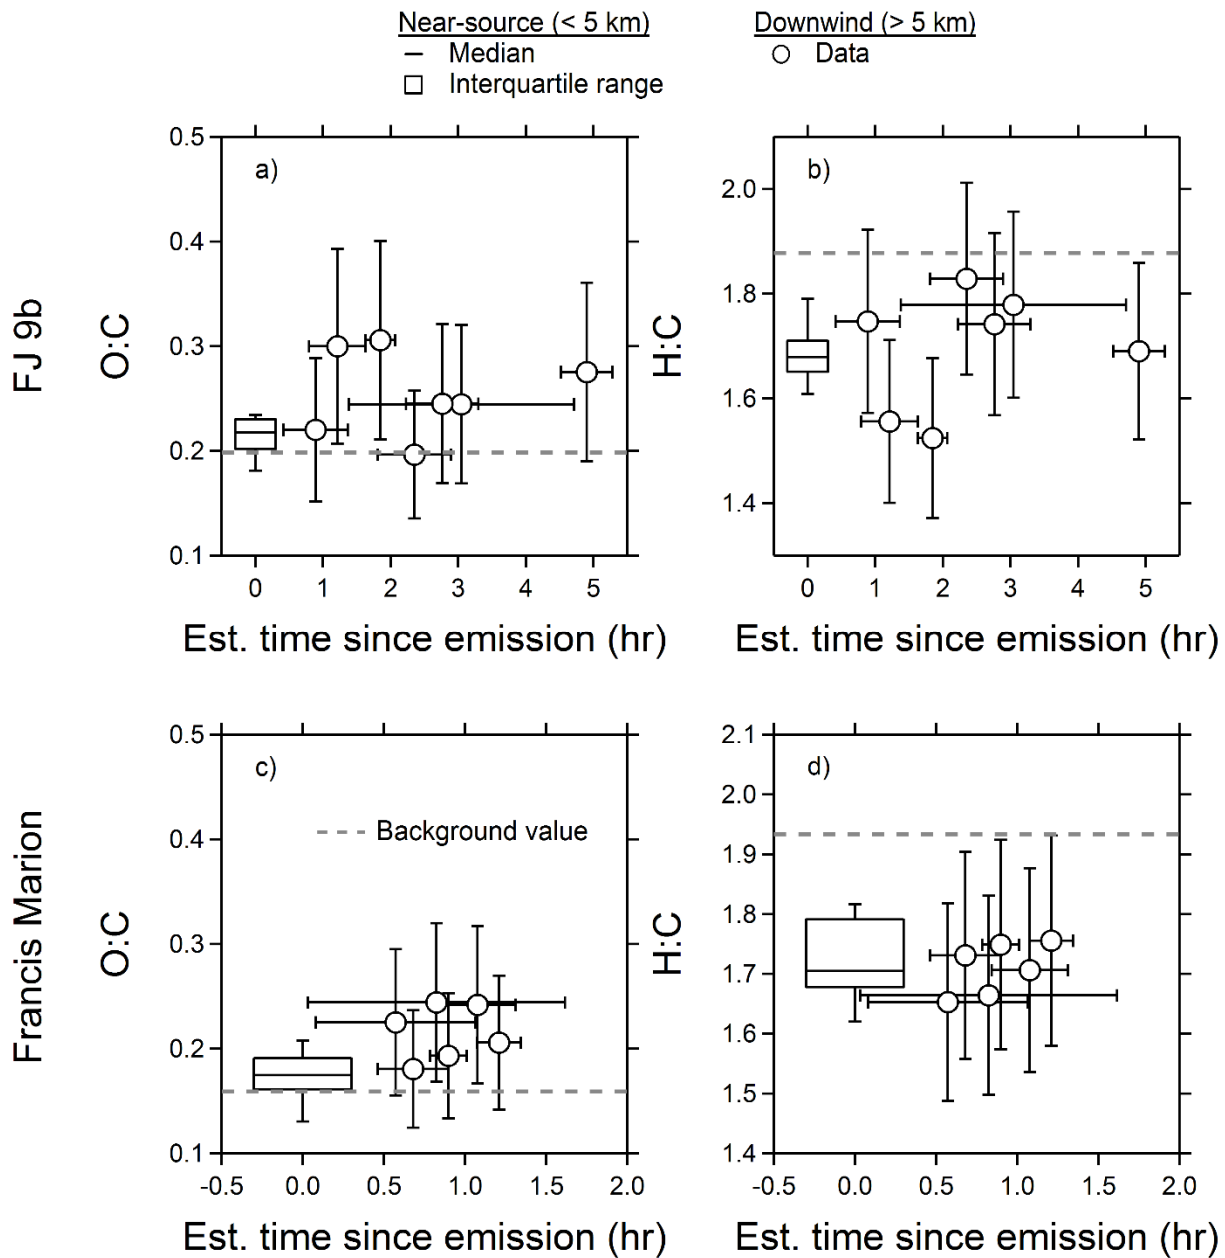 Near-source (< 5 km)
Median
Interquartile range
Downwind (> 5 km)
Data
FJ 9b
O:C
0.5
0.4
0.3
0.2
0.1
a)
0 1 2 3 4 5
Est. time since emission (hr)
H:C
2.0
1.8
1.6
1.4
b)
0 1 2 3 4 5
Est. time since emission (hr)
Francis Marion
O:C
0.5
0.4
0.3
0.2
0.1
c)
Background value
-0.5 0.0 0.5 1.0 1.5 2.0
Est. time since emission (hr)
H:C
2.1
2.0
1.9
1.8
1.7
1.6
1.5
1.4
d)
-0.5 0.0 0.5 1.0 1.5 2.0
Est. time since emission (hr)